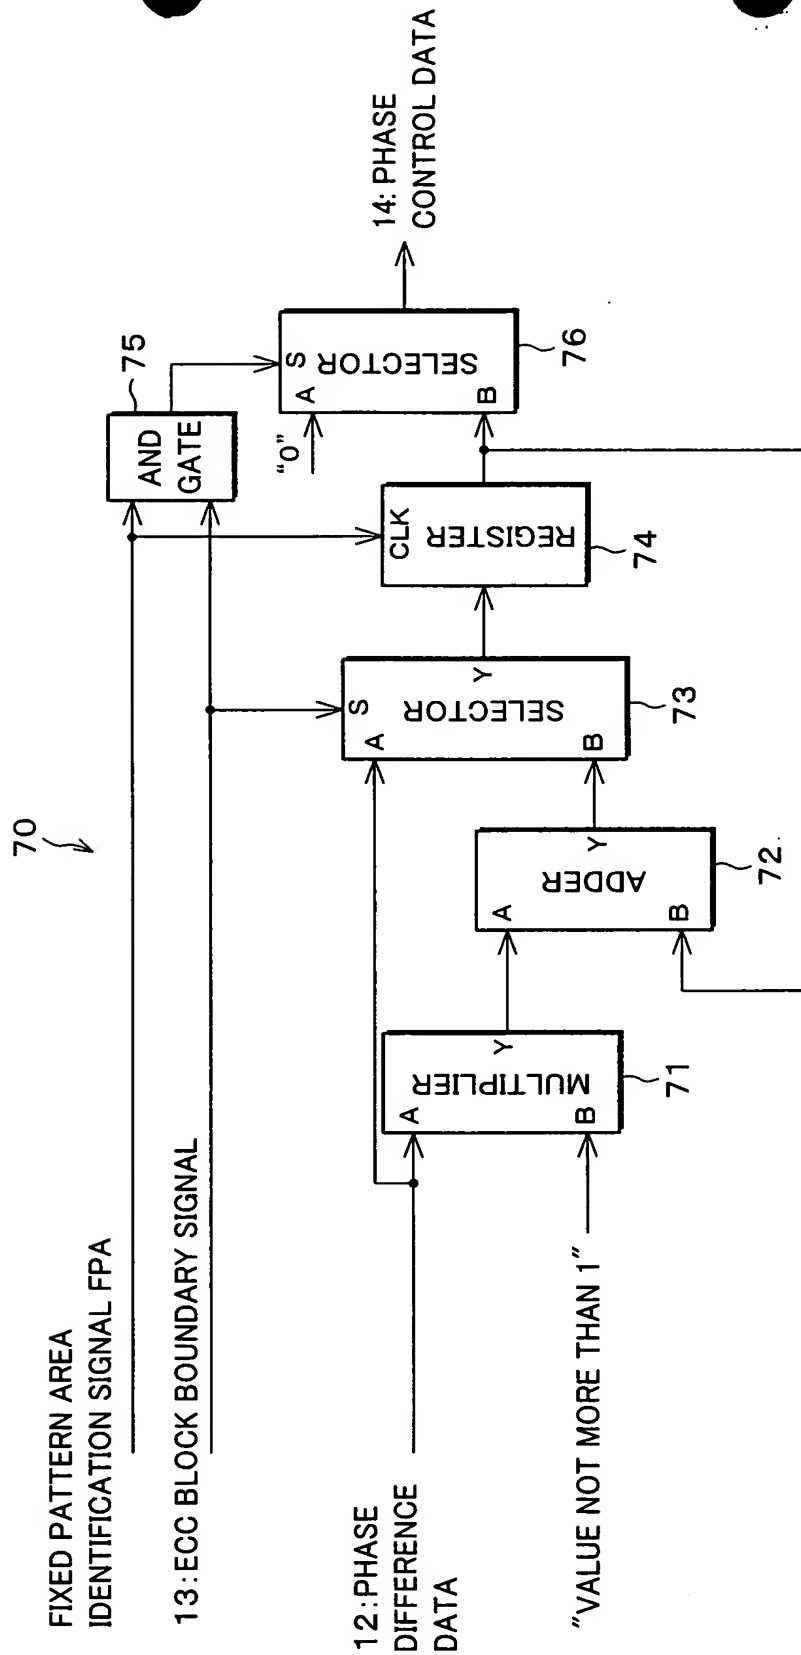 70
FIXED PATTERN AREA
IDENTIFICATION SIGNAL FPA
13:ECC BLOCK BOUNDARY SIGNAL
12:PHASE
DIFFERENCE
DATA
"VALUE NOT MORE THAN 1"
A
B
Y
MULTIPLIER
71
A
B
Y
ADDER
72
S
A
B
Y
SELECTOR
73
CLK
REGISTER
74
AND
GATE
75
"0"
S
A
B
SELECTOR
76
14:PHASE
CONTROL DATA